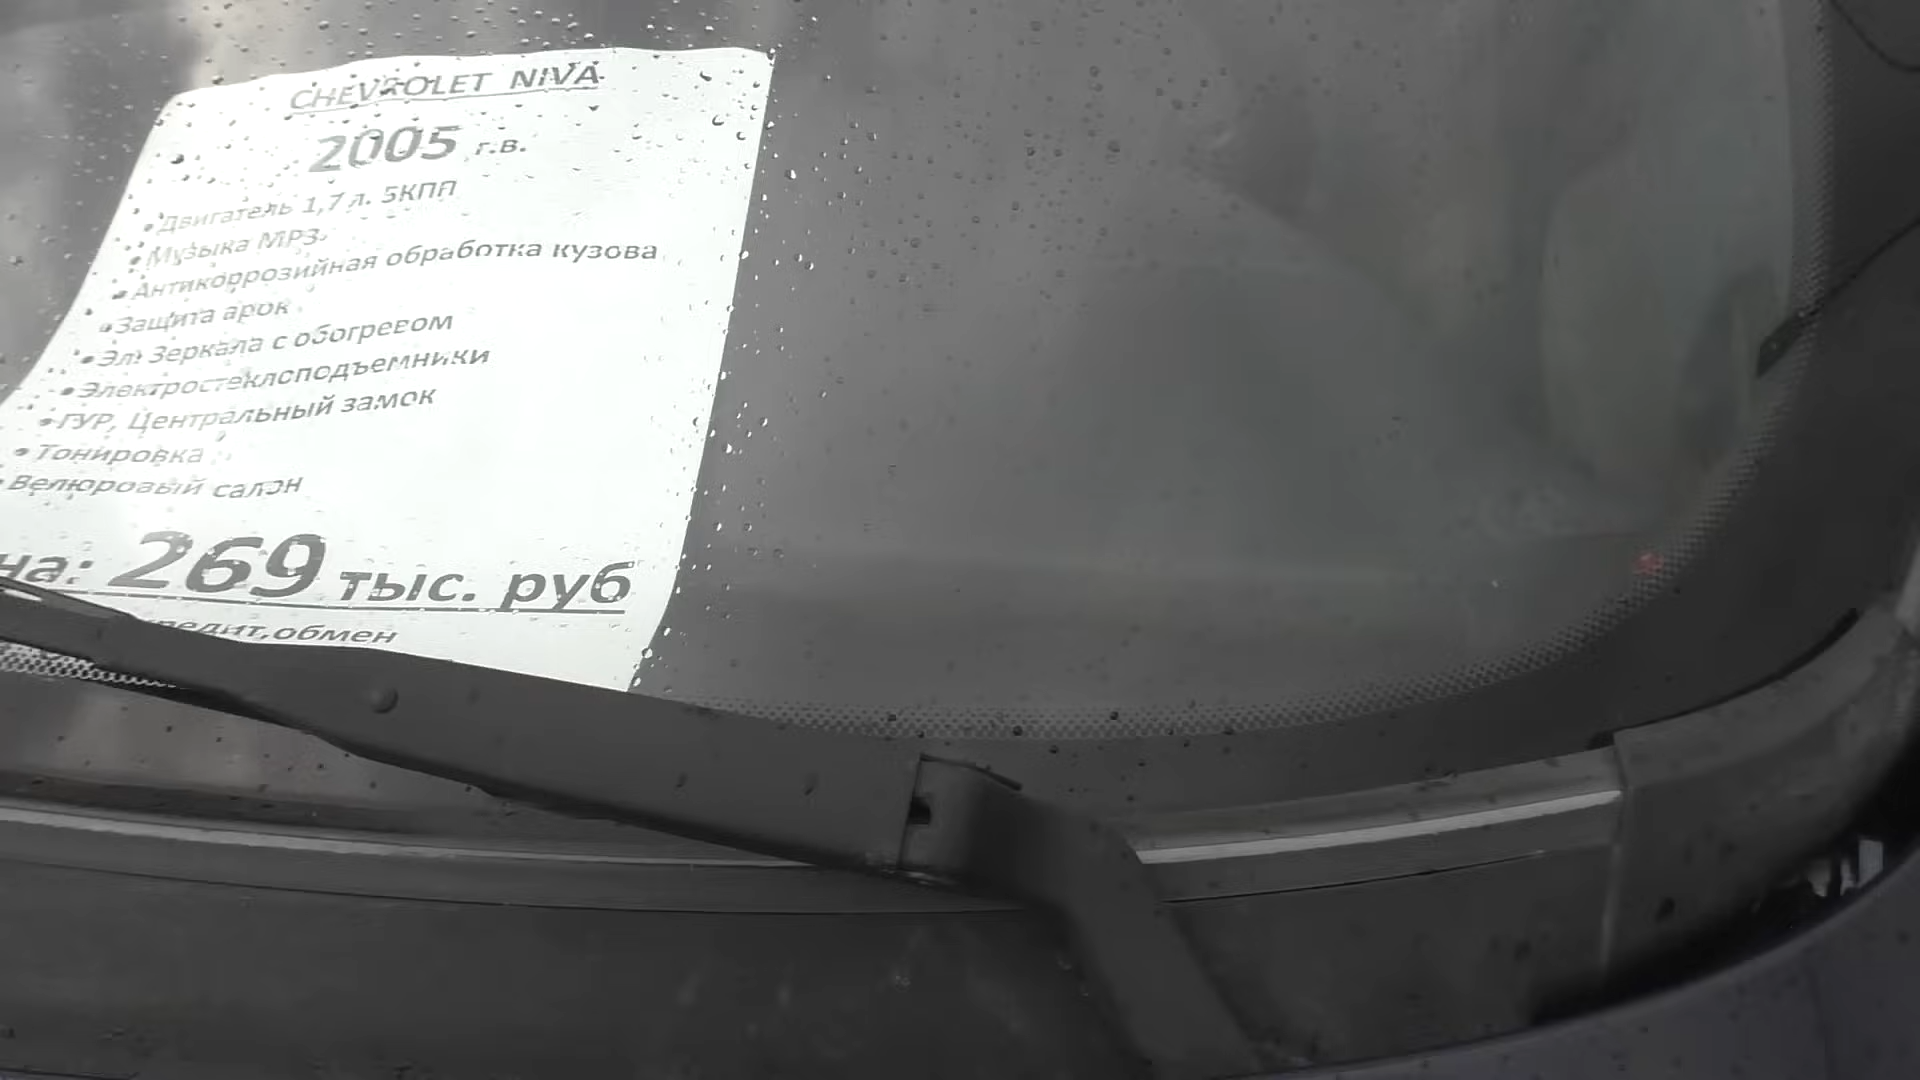 CHEVROLET NIVA
2005 г.в.
• Двигатель 1,7 л. 5КПП
• Музыка MP3
• Антикоррозийная обработка кузова
• Защита арок
• Эл. Зеркала с обогревом
• Электростеклоподъемники
• ГУР, Центральный замок
• Тонировка
• Велюровый салон
на: 269 тыс. руб
кредит,обмен